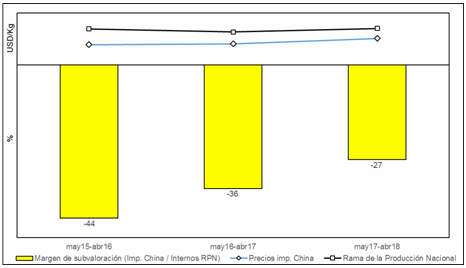 USD/Kg
%
-44
-36
-27
may15-abr16
may16-abr17
may17-abr18
Margen de subvaloración (Imp. China / Internos RPN)
Precios imp. China
Rama de la Producción Nacional